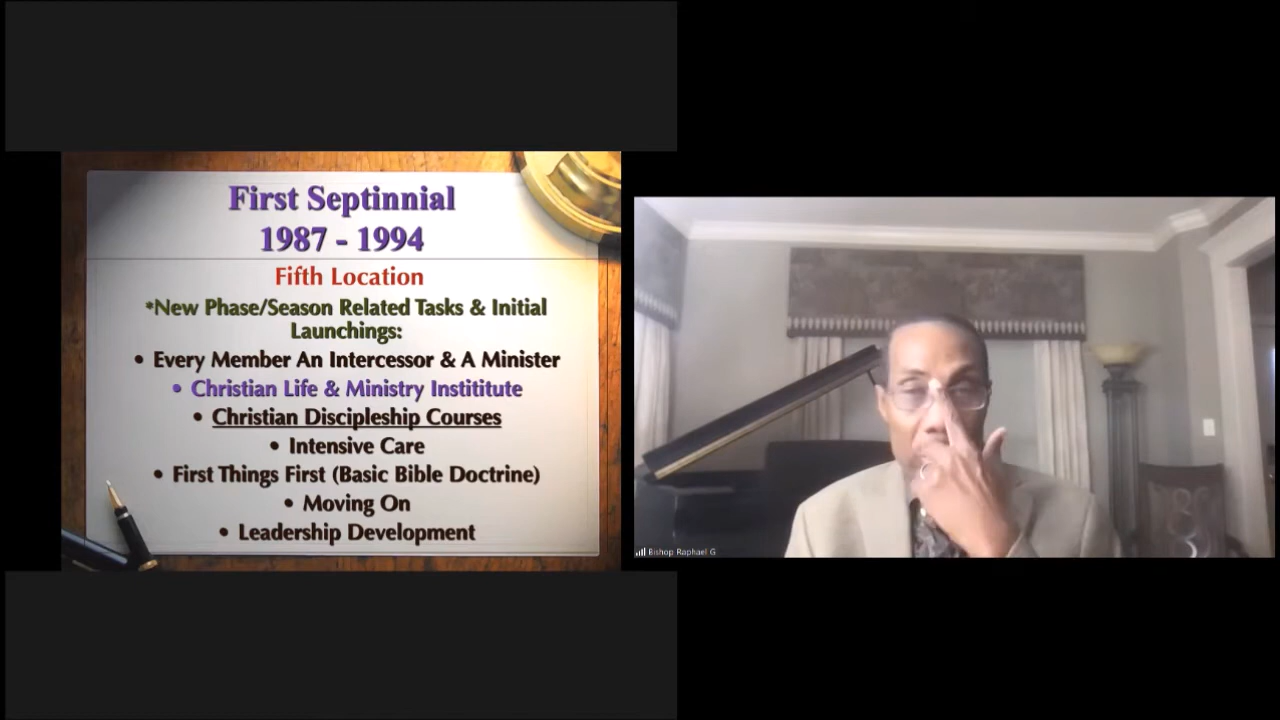 First Septinnial
1987 - 1994
Fifth Location
*New Phase/Season Related Tasks & Initial
Launchings:
• Every Member An Intercessor & A Minister
• Christian Life & Ministry Instititute
• Christian Discipleship Courses
• Intensive Care
• First Things First (Basic Bible Doctrine)
• Moving On
• Leadership Development
Bishop Raphael G